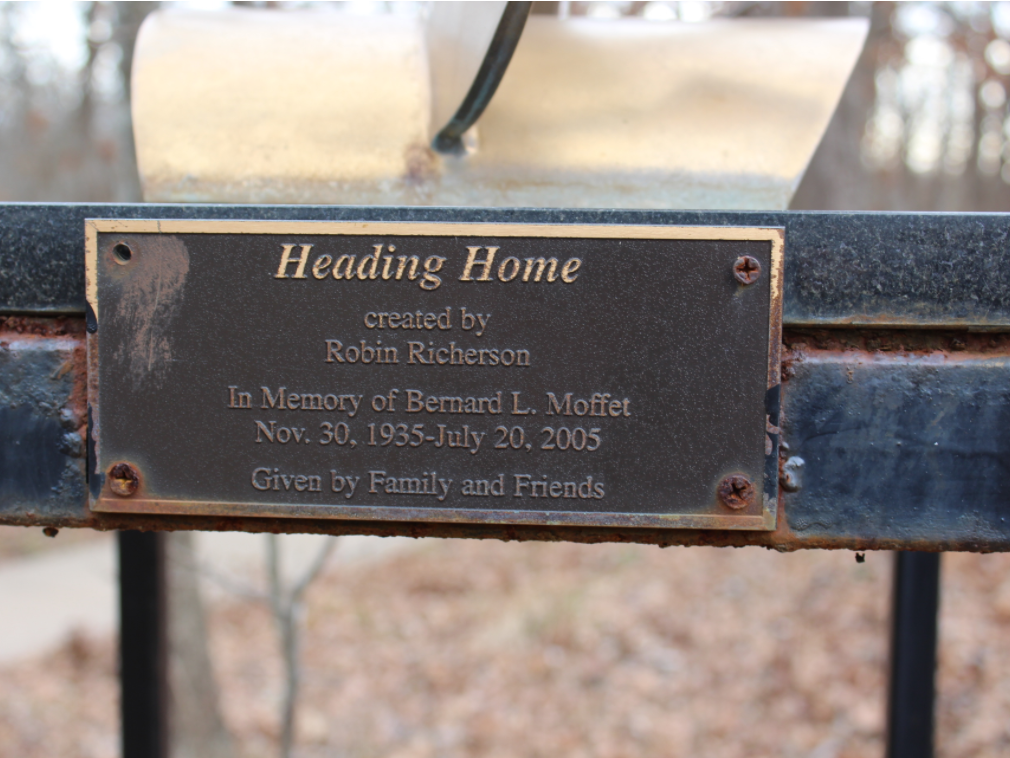 Heading Home
created by
Robin Richerson
In Memory of Bernard L. Moffet
Nov. 30, 1935-July 20, 2005
Given by Family and Friends